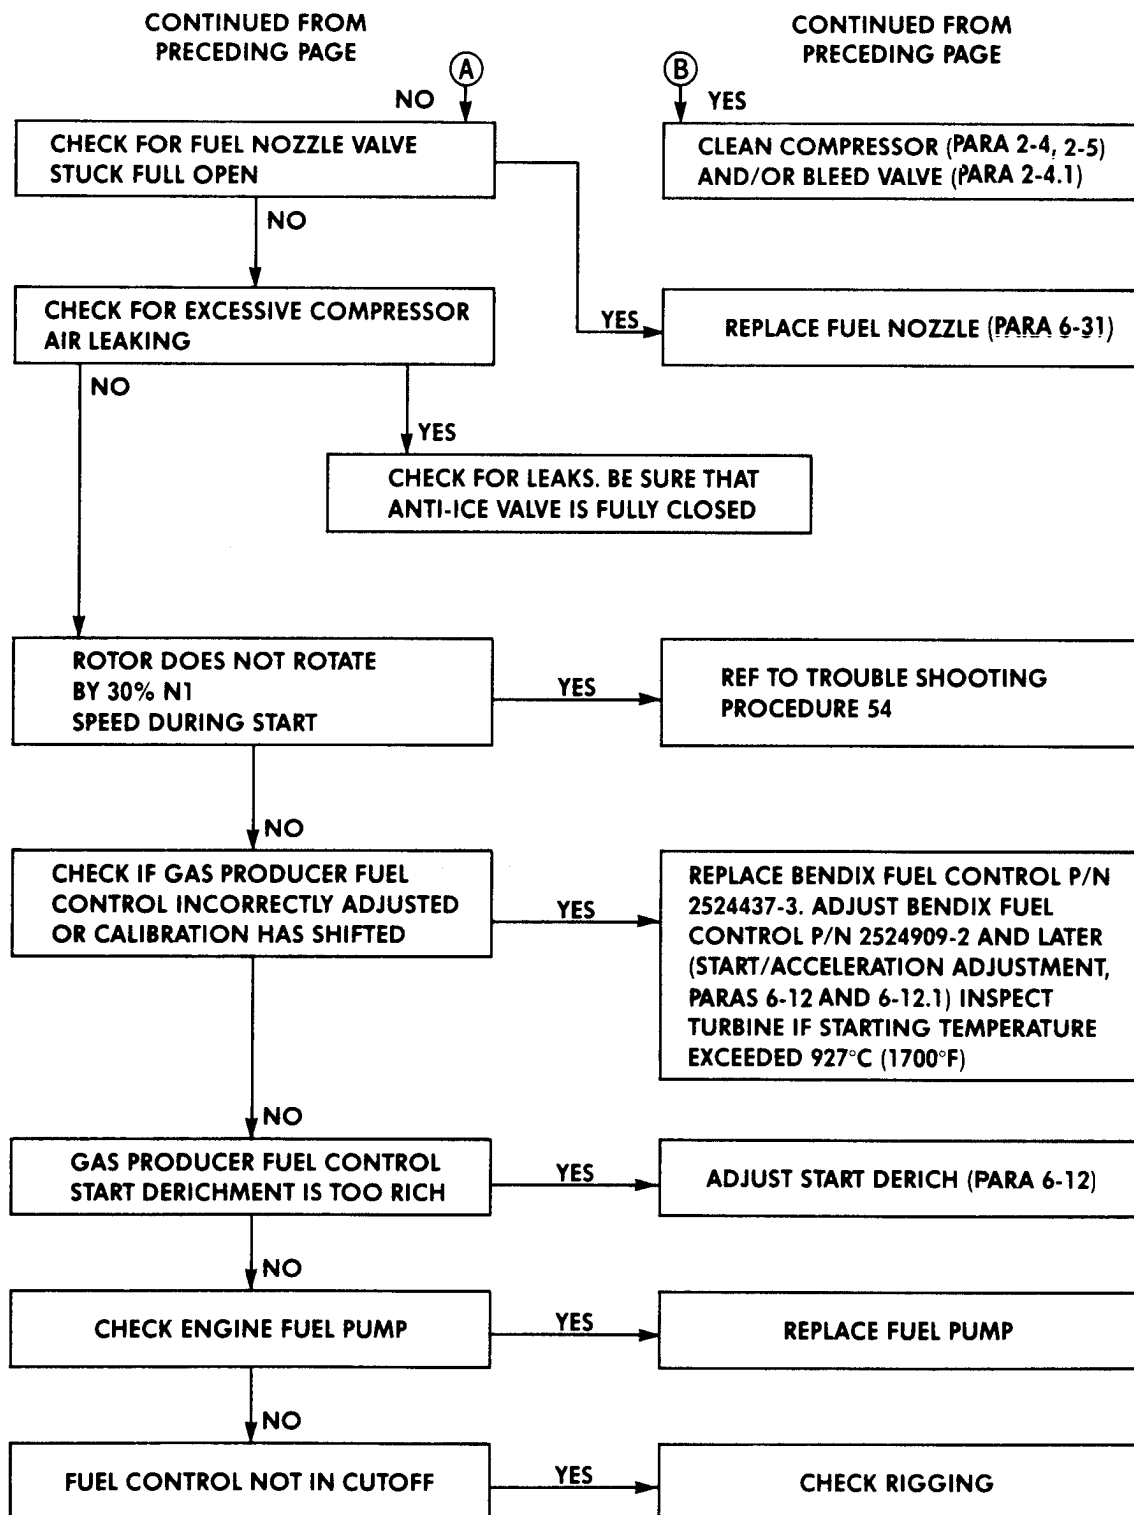 CONTINUED FROM
PRECEDING PAGE
CONTINUED FROM
PRECEDING PAGE
A
B
NO
YES
CHECK FOR FUEL NOZZLE VALVE
STUCK FULL OPEN
CLEAN COMPRESSOR (PARA 2-4, 2-5)
AND/OR BLEED VALVE (PARA 2-4.1)
NO
CHECK FOR EXCESSIVE COMPRESSOR
AIR LEAKING
YES
REPLACE FUEL NOZZLE (PARA 6-31)
NO
YES
CHECK FOR LEAKS. BE SURE THAT
ANTI-ICE VALVE IS FULLY CLOSED
ROTOR DOES NOT ROTATE
BY 30% N1
SPEED DURING START
YES
REF TO TROUBLE SHOOTING
PROCEDURE 54
NO
CHECK IF GAS PRODUCER FUEL
CONTROL INCORRECTLY ADJUSTED
OR CALIBRATION HAS SHIFTED
YES
REPLACE BENDIX FUEL CONTROL P/N
2524437-3. ADJUST BENDIX FUEL
CONTROL P/N 2524909-2 AND LATER
(START/ACCELERATION ADJUSTMENT,
PARAS 6-12 AND 6-12.1) INSPECT
TURBINE IF STARTING TEMPERATURE
EXCEEDED 927°C (1700°F)
NO
GAS PRODUCER FUEL CONTROL
START DERICHMENT IS TOO RICH
YES
ADJUST START DERICH (PARA 6-12)
NO
CHECK ENGINE FUEL PUMP
YES
REPLACE FUEL PUMP
NO
FUEL CONTROL NOT IN CUTOFF
YES
CHECK RIGGING